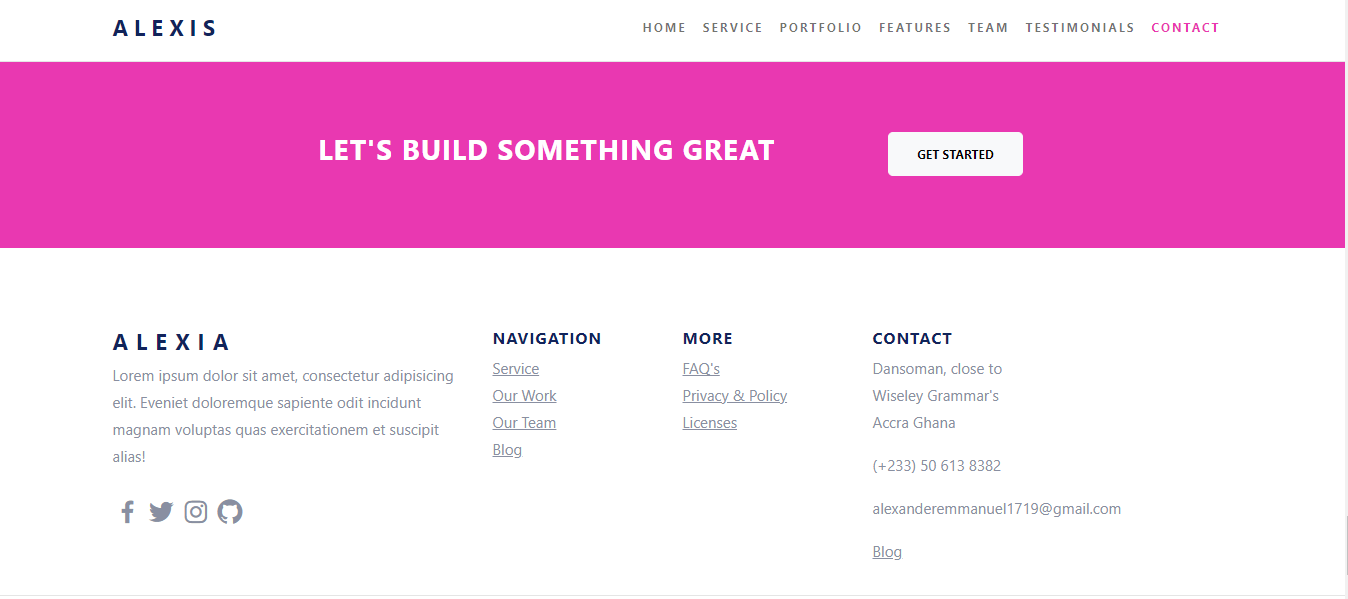 ALEXIS
HOME SERVICE PORTFOLIO FEATURES TEAM TESTIMONIALS CONTACT
LET'S BUILD SOMETHING GREAT
GET STARTED
ALEXIA
Lorem ipsum dolor sit amet, consectetur adipisicing
elit. Eveniet doloremque sapiente odit incidunt
magnam voluptas quas exercitationem et suscipit
alias!
NAVIGATION
Service
Our Work
Our Team
Blog
MORE
FAQ's
Privacy & Policy
Licenses
CONTACT
Dansoman, close to
Wiseley Grammar's
Accra Ghana
(+233) 50 613 8382
alexanderemmanuel1719@gmail.com
Blog